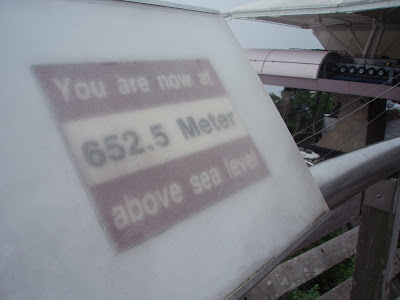 You are now at
652.5 Meter
above sea level